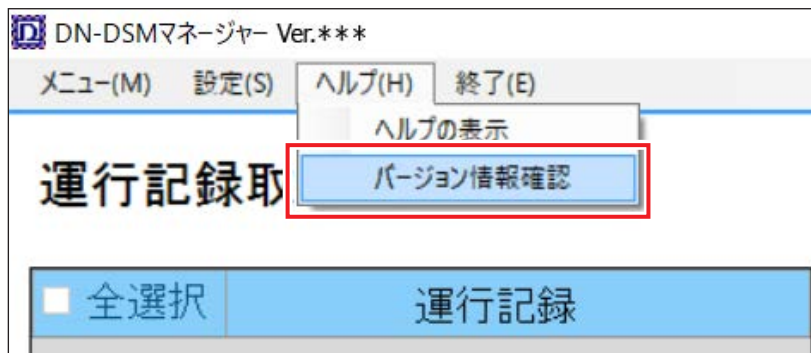 DN-DSMマネージャー Ver.***
メニュー(M) 設定(S) ヘルプ(H) 終了(E)
ヘルプの表示
バージョン情報確認
運行記録取
全選択 運行記録